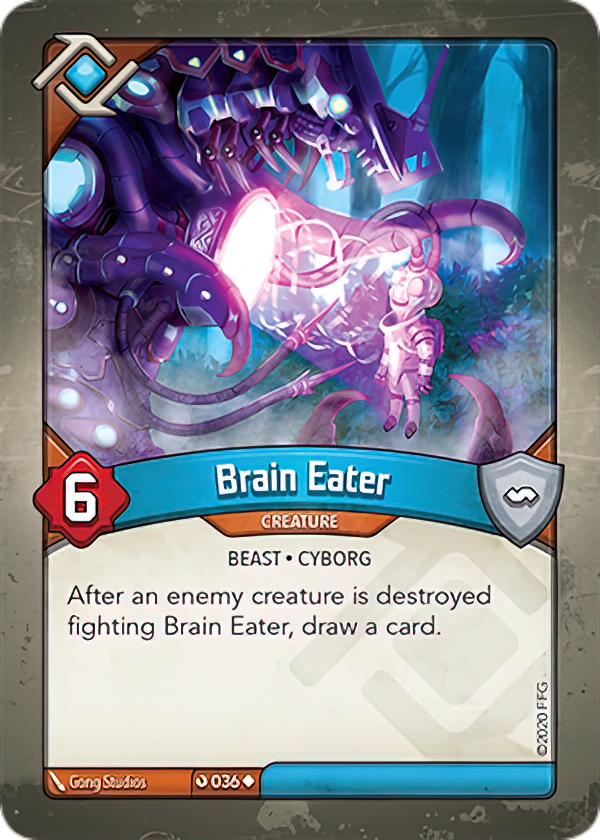 6
Brain Eater
CREATURE
BEAST • CYBORG
After an enemy creature is destroyed
fighting Brain Eater, draw a card.
©2020 FFG
Gong Studios
036